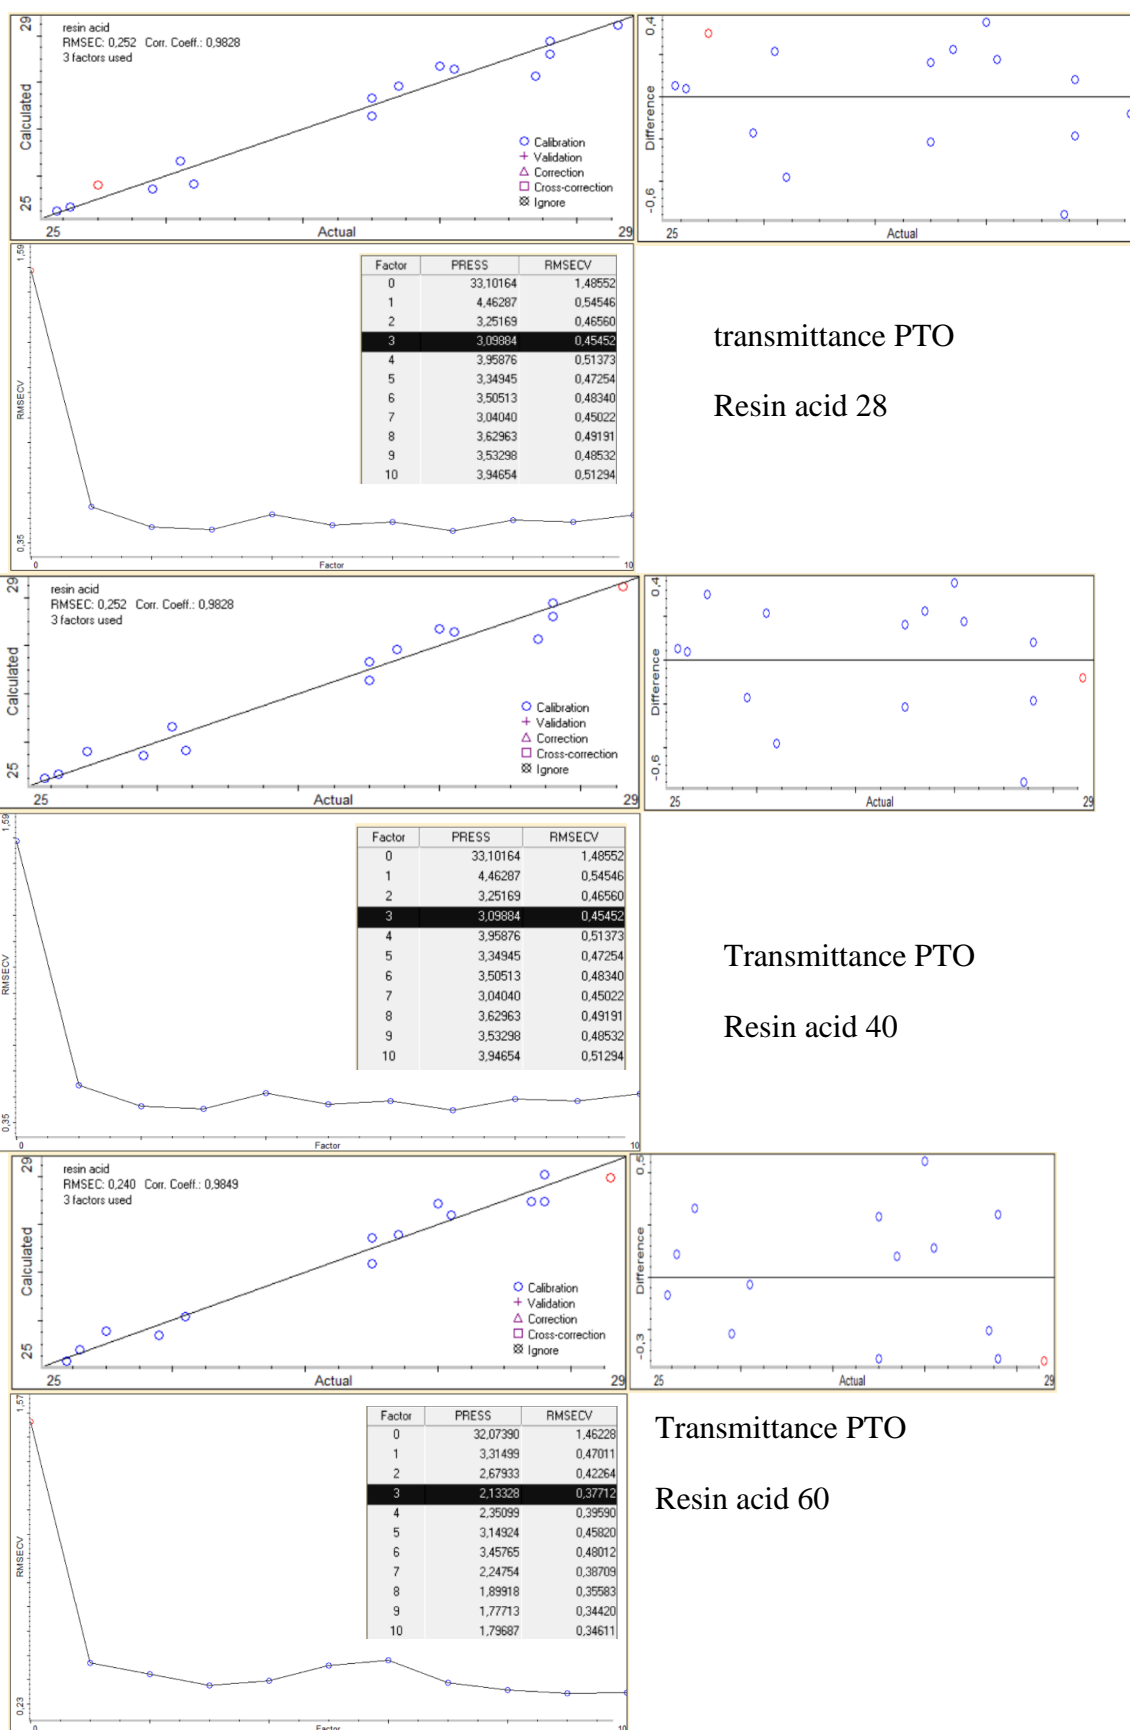 resin acid
RMSEC: 0,252 Corr. Coeff.: 0,9828
3 factors used
29
Calculated
25
Calibration
Validation
Correction
Cross-correction
Ignore
25 Actual 29
0,4
Difference
-0,6
25 Actual
1,59
RMSECV
0,35
0 Factor 10
Factor PRESS RMSECV
0 33,10164 1,48552
1 4,46287 0,54546
2 3,25169 0,46560
3 3,09884 0,45452
4 3,95876 0,51373
5 3,34945 0,47254
6 3,50513 0,48340
7 3,04040 0,45022
8 3,62963 0,49191
9 3,53298 0,48532
10 3,94654 0,51294
transmittance PTO
Resin acid 28
resin acid
RMSEC: 0,252 Corr. Coeff.: 0,9828
3 factors used
29
Calculated
25
Calibration
Validation
Correction
Cross-correction
Ignore
25 Actual 29
0,4
Difference
-0,6
25 Actual 29
1,59
RMSECV
0,35
0 Factor 10
Factor PRESS RMSECV
0 33,10164 1,48552
1 4,46287 0,54546
2 3,25169 0,46560
3 3,09884 0,45452
4 3,95876 0,51373
5 3,34945 0,47254
6 3,50513 0,48340
7 3,04040 0,45022
8 3,62963 0,49191
9 3,53298 0,48532
10 3,94654 0,51294
Transmittance PTO
Resin acid 40
resin acid
RMSEC: 0,240 Corr. Coeff.: 0,9849
3 factors used
29
Calculated
25
Calibration
Validation
Correction
Cross-correction
Ignore
25 Actual 29
0,5
Difference
-0,3
25 Actual 29
1,57
RMSECV
0,23
0 Factor 10
Factor PRESS RMSECV
0 32,07390 1,46228
1 3,31499 0,47011
2 2,67933 0,42264
3 2,13328 0,37712
4 2,35099 0,39590
5 3,14924 0,45820
6 3,45765 0,48012
7 2,24754 0,38709
8 1,89918 0,35583
9 1,77713 0,34420
10 1,79687 0,34611
Transmittance PTO
Resin acid 60